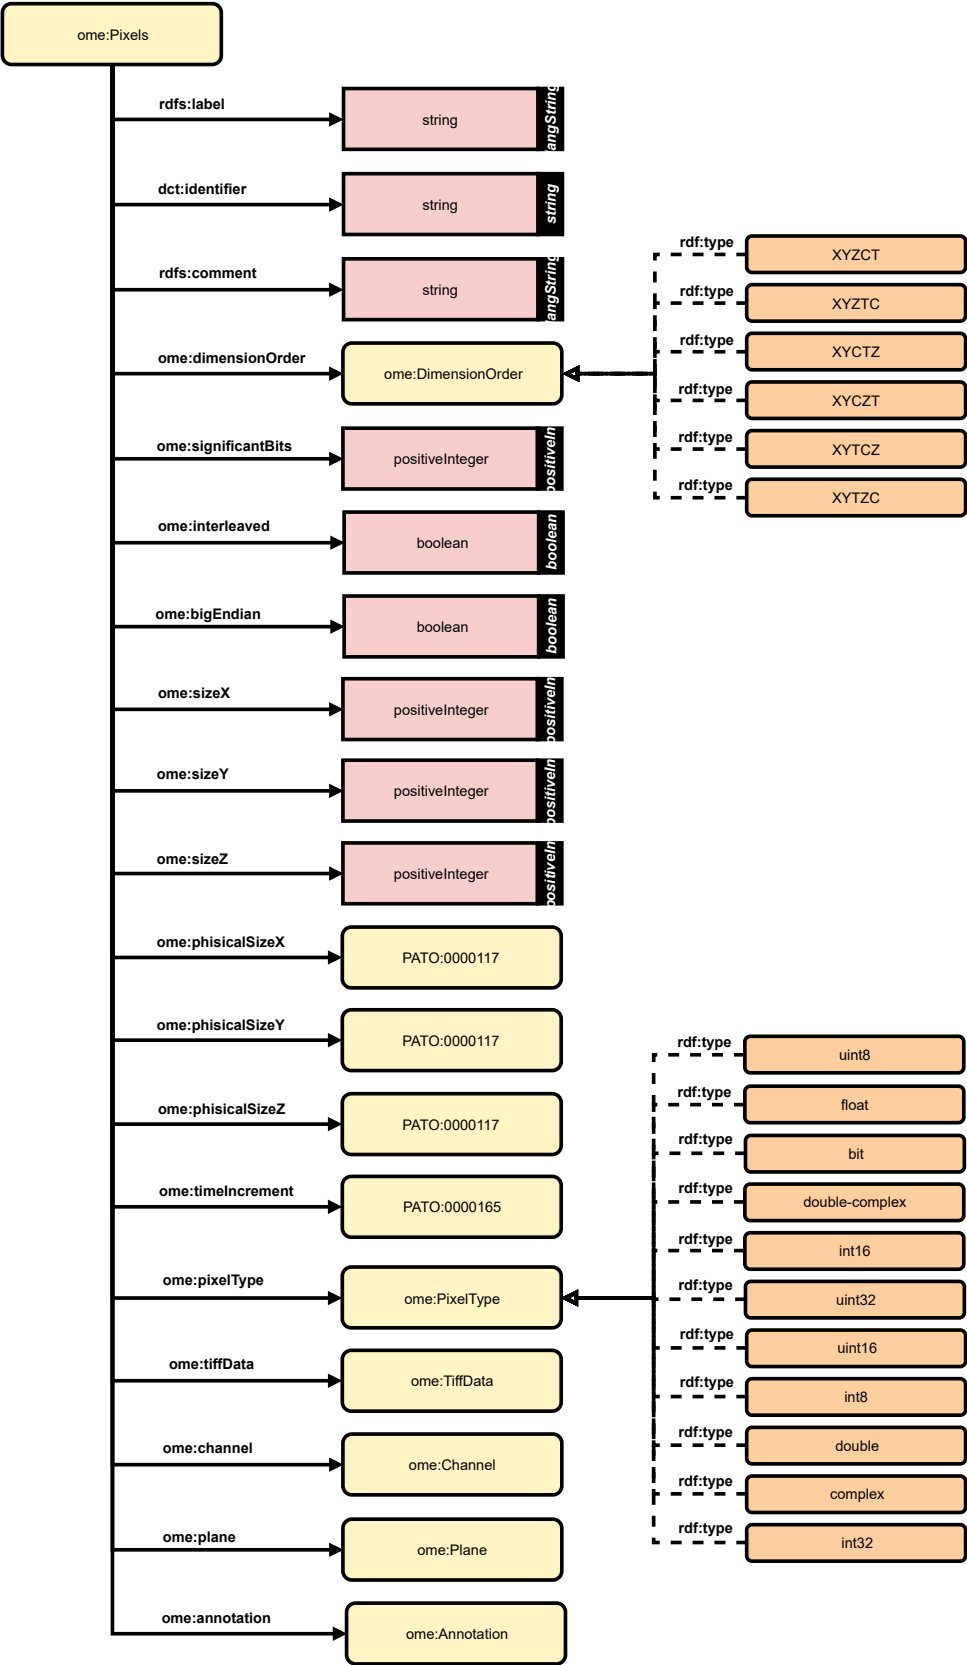 ome:Pixels
rdfs:label
string
angString
dct:identifier
string
string
rdfs:comment
string
angString
rdf:type
XYZCT
rdf:type
XYZTC
rdf:type
XYCTZ
ome:dimensionOrder
ome:DimensionOrder
rdf:type
XYCZT
rdf:type
XYTCZ
ome:significantBits
positiveInteger
positiveIn
rdf:type
XYTZC
ome:interleaved
boolean
boolean
ome:bigEndian
boolean
boolean
ome:sizeX
positiveInteger
positiveIn
ome:sizeY
positiveInteger
positiveIn
ome:sizeZ
positiveInteger
positiveIn
ome:phisicalSizeX
PATO:0000117
ome:phisicalSizeY
PATO:0000117
rdf:type
uint8
rdf:type
float
ome:phisicalSizeZ
PATO:0000117
rdf:type
bit
ome:timeIncrement
PATO:0000165
rdf:type
double-complex
rdf:type
int16
ome:pixelType
ome:PixelType
rdf:type
uint32
rdf:type
uint16
ome:tiffData
ome:TiffData
rdf:type
int8
rdf:type
double
ome:channel
ome:Channel
rdf:type
complex
rdf:type
int32
ome:plane
ome:Plane
ome:annotation
ome:Annotation